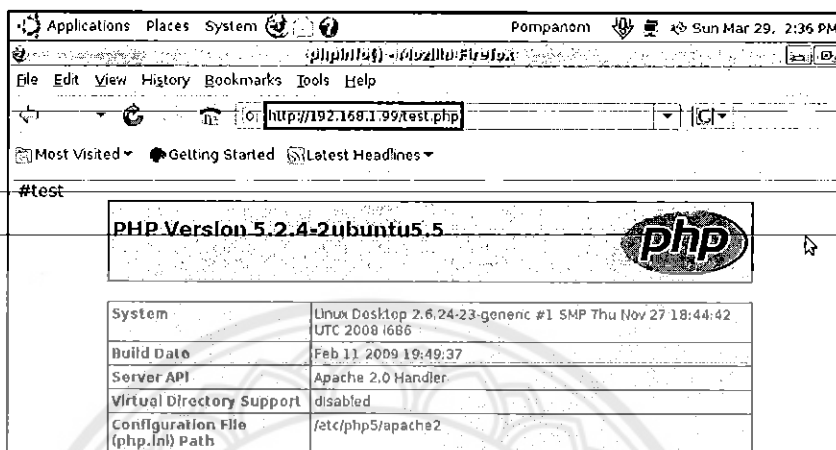 Applications Places System Pompanom Sun Mar 29, 2:36 PM
phpinfo() - Mozilla Firefox
File Edit View History Bookmarks Tools Help
http://192.168.1.99/test.php
Most Visited Getting Started Latest Headlines
#test
PHP Version 5.2.4-2ubuntu5.5
php
System Linux Desktop 2.6.24-23-generic #1 SMP Thu Nov 27 18:44:42
UTC 2008 i686
Build Date Feb 11 2009 19:49:37
Server API Apache 2.0 Handler
Virtual Directory Support disabled
Configuration File /etc/php5/apache2
(php.ini) Path